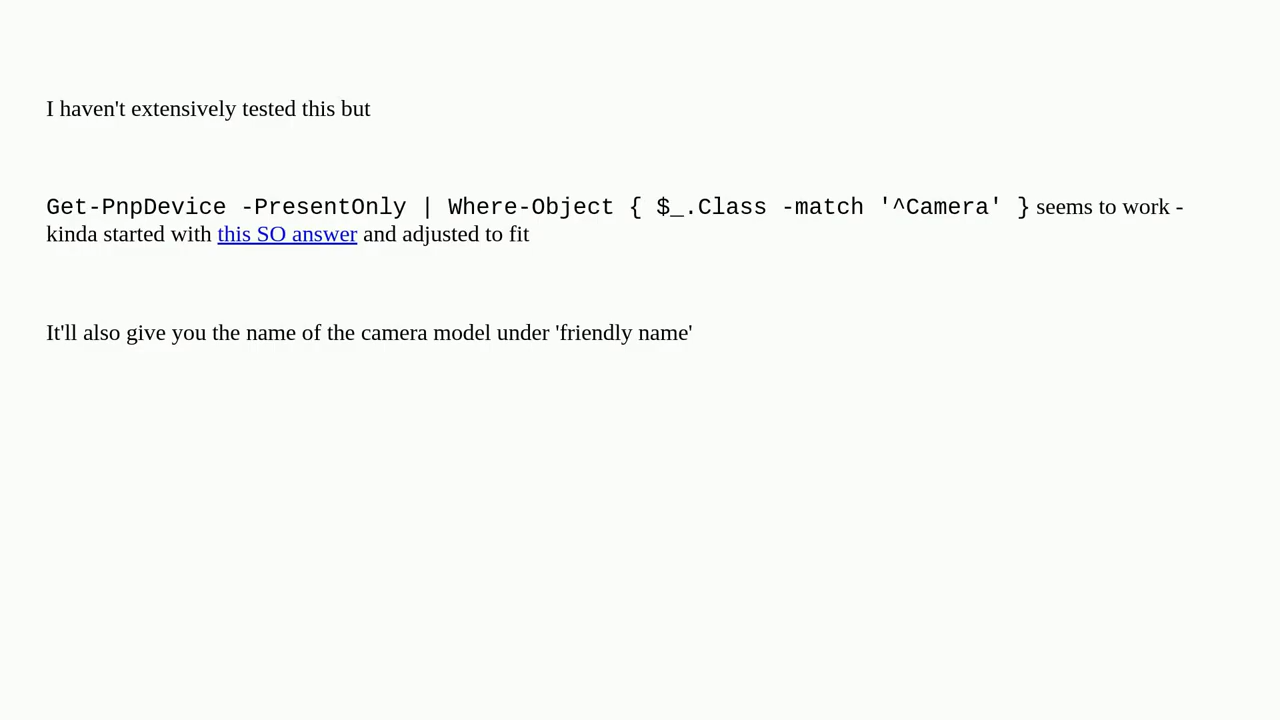 I haven't extensively tested this but
Get-PnpDevice -PresentOnly | Where-Object { $_.Class -match '^Camera' } seems to work -
kinda started with this SO answer and adjusted to fit
It'll also give you the name of the camera model under 'friendly name'